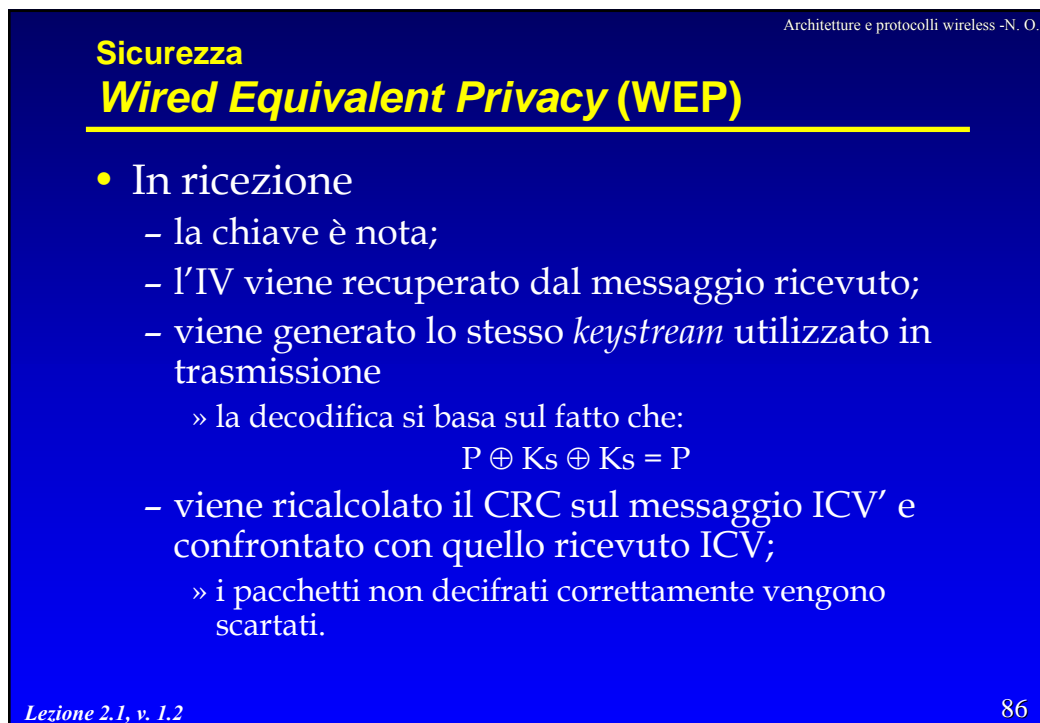 Architetture e protocolli wireless -N. O.
Sicurezza
Wired Equivalent Privacy (WEP)
• In ricezione
– la chiave è nota;
– l’IV viene recuperato dal messaggio ricevuto;
– viene generato lo stesso keystream utilizzato in
trasmissione
» la decodifica si basa sul fatto che:
P ⊕ Ks ⊕ Ks = P
– viene ricalcolato il CRC sul messaggio ICV’ e
confrontato con quello ricevuto ICV;
» i pacchetti non decifrati correttamente vengono
scartati.
Lezione 2.1, v. 1.2
86